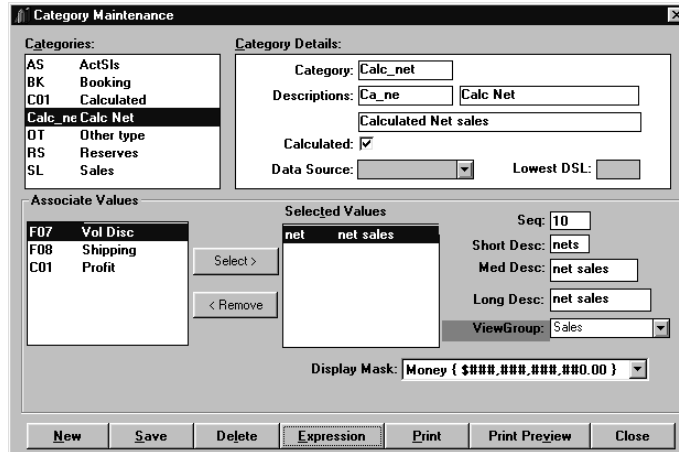 Category Maintenance
Categories:
AS ActSls
BK Booking
C01 Calculated
Calc_ne Calc Net
OT Other type
RS Reserves
SL Sales
Category Details:
Category: Calc_net
Descriptions: Ca_ne Calc Net
Calculated Net sales
Calculated:
Data Source: Lowest DSL:
Associate Values
F07 Vol Disc
F08 Shipping
C01 Profit
Select >
< Remove
Selected Values
net net sales
Seq: 10
Short Desc: nets
Med Desc: net sales
Long Desc: net sales
ViewGroup: Sales
Display Mask: Money { $###,###,###,##0.00 }
New Save Delete Expression Print Print Preview Close